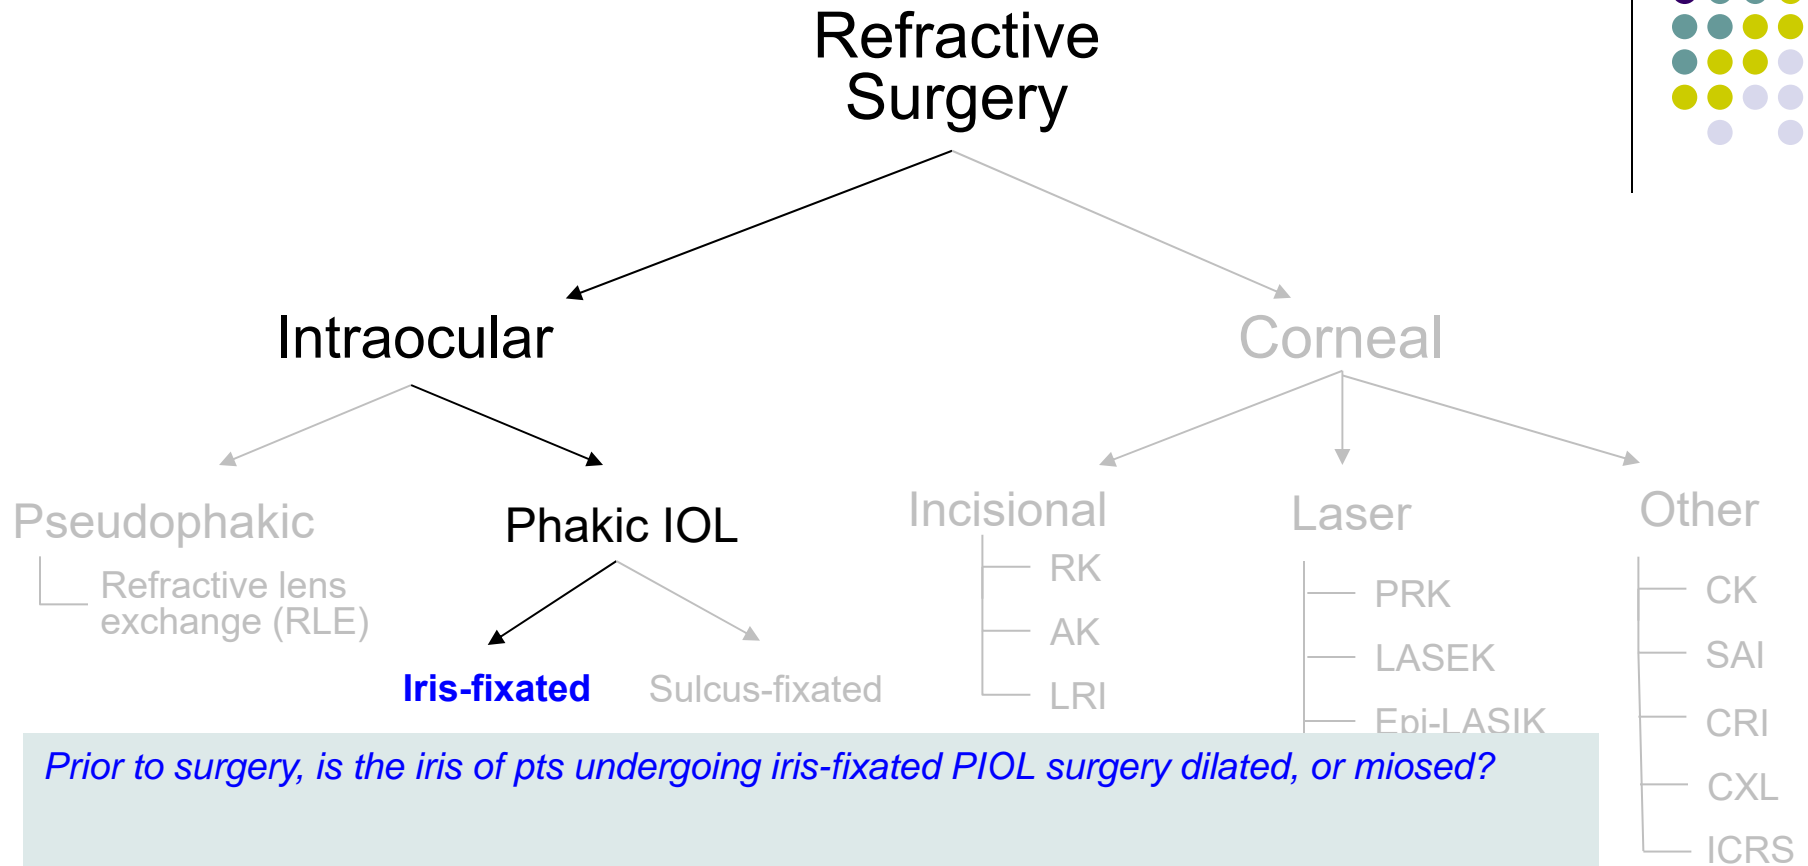 Refractive
Surgery
Intraocular
Corneal
Pseudophakic
Refractive lens
exchange (RLE)
Phakic IOL
Iris-fixated
Sulcus-fixated
Incisional
RK
AK
LRI
Laser
PRK
LASEK
Epi-LASIK
Other
CK
SAI
CRI
CXL
ICRS
Prior to surgery, is the iris of pts undergoing iris-fixated PIOL surgery dilated, or miosed?